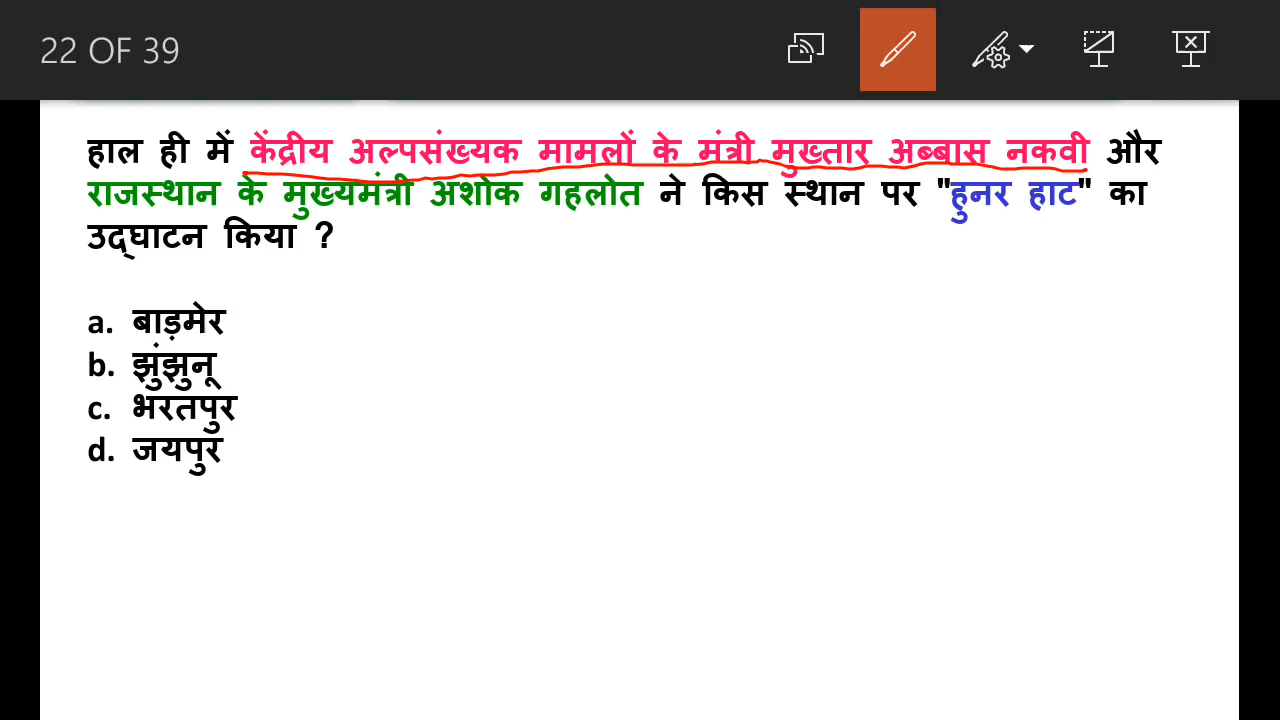 22 OF 39
हाल ही में केंद्रीय अल्पसंख्यक मामलों के मंत्री मुख्तार अब्बास नकवी और
राजस्थान के मुख्यमंत्री अशोक गहलोत ने किस स्थान पर "हुनर हाट" का
उद्घाटन किया ?
a. बाड़मेर
b. झुंझुनू
c. भरतपुर
d. जयपुर